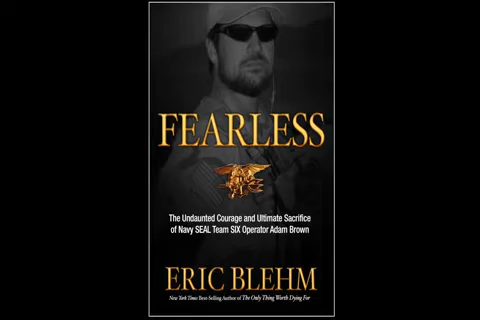 FEARLESS
The Undaunted Courage and Ultimate Sacrifice
of Navy SEAL Team SIX Operator Adam Brown
ERIC BLEHM
New York Times Best-Selling Author of The Only Thing Worth Dying For